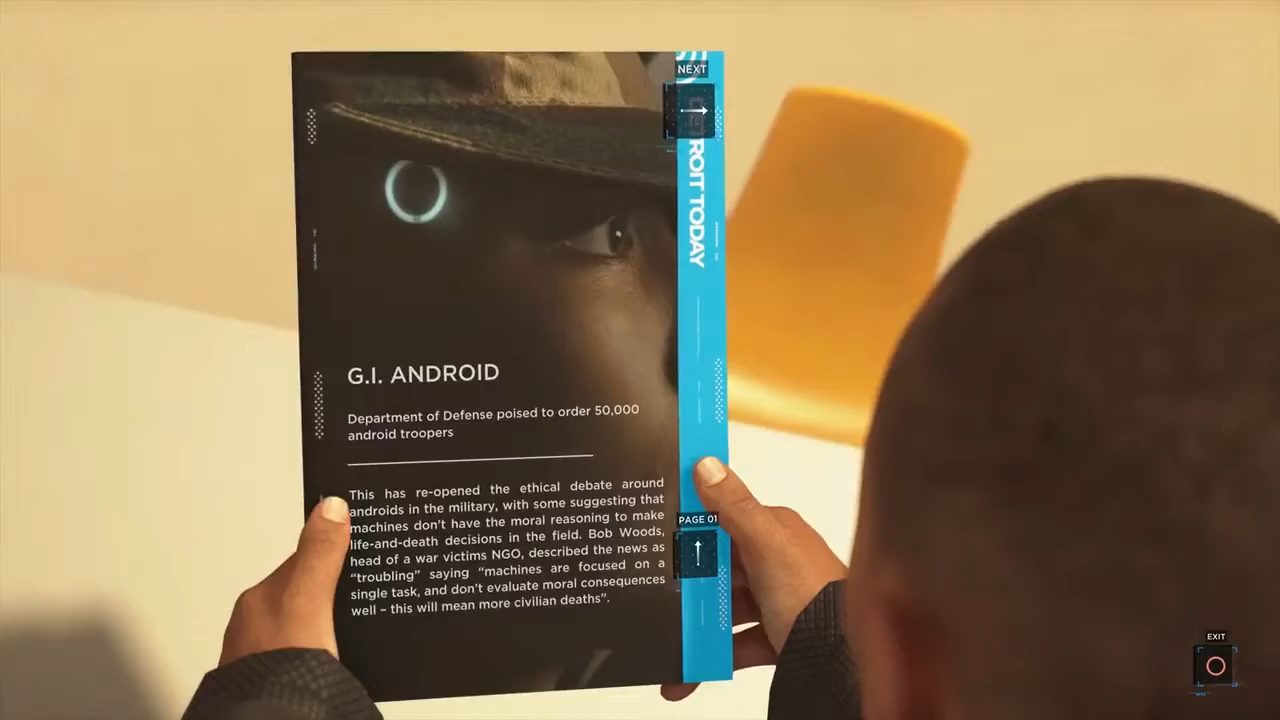 NEXT
ROIT TODAY
G.I. ANDROID
Department of Defense poised to order 50,000
android troopers
This has re-opened the ethical debate around
androids in the military, with some suggesting that
machines don't have the moral reasoning to make
life-and-death decisions in the field. Bob Woods,
head of a war victims NGO, described the news as
“troubling” saying “machines are focused on a
single task, and don't evaluate moral consequences
well – this will mean more civilian deaths”.
PAGE 01
EXIT